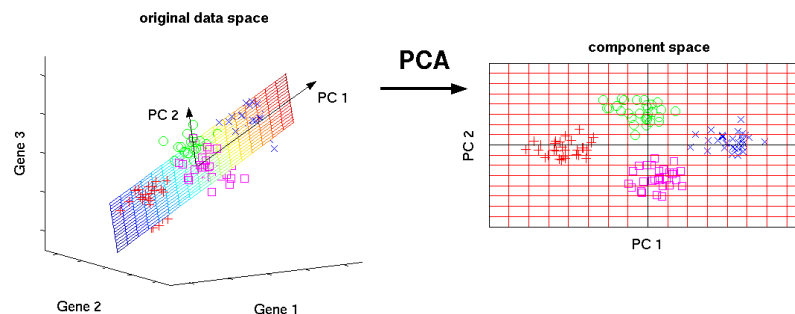 original data space
PCA
component space
PC 1
PC 2
Gene 3
PC 2
Gene 2
Gene 1
PC 1